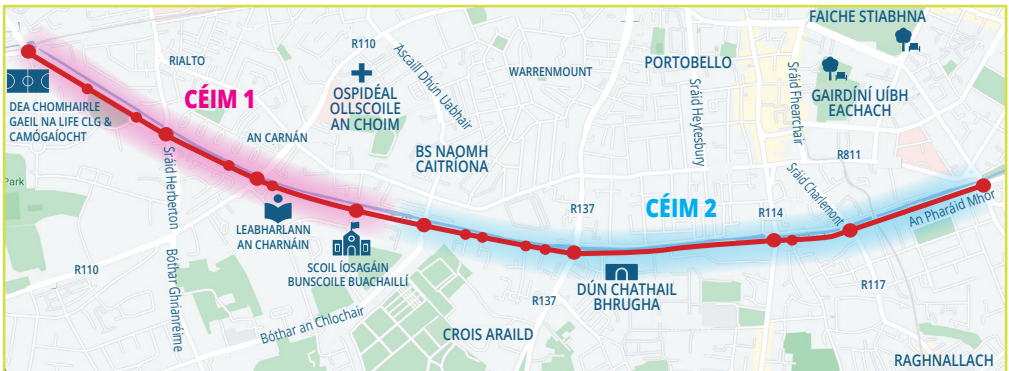 FAICHE STIABHNA
R110
RIALTO
Ascaill Dhún Uabhair
WARRENMOUNT
PORTOBELLO
Sráid Heytesbury
Sráid Fhearchair
GAIRDÍNÍ UÍBH
EACHACH
DEA CHOMHAIRLE
GAEIL NA LIFE CLG &
CAMÓGAÍOCHT
CÉIM 1
OSPIDÉAL
OLLSCOILE
AN CHOIM
AN CARNÁN
BS NAOMH
CAITRÍONA
R811
Sráid Charlemont
Park
Sráid Herberton
LEABHARLANN
AN CHARNÁIN
SCOIL ÍOSAGÁIN
BUNSCOILE BUACHAILLÍ
R137
CÉIM 2
R114
An Pharáid Mhór
R110
Bóthar Ghrianréime
Bóthar an Chlochair
R137
DÚN CHATHAIL
BHRUGHA
R117
CROIS ARAILD
RAGHNALLACH